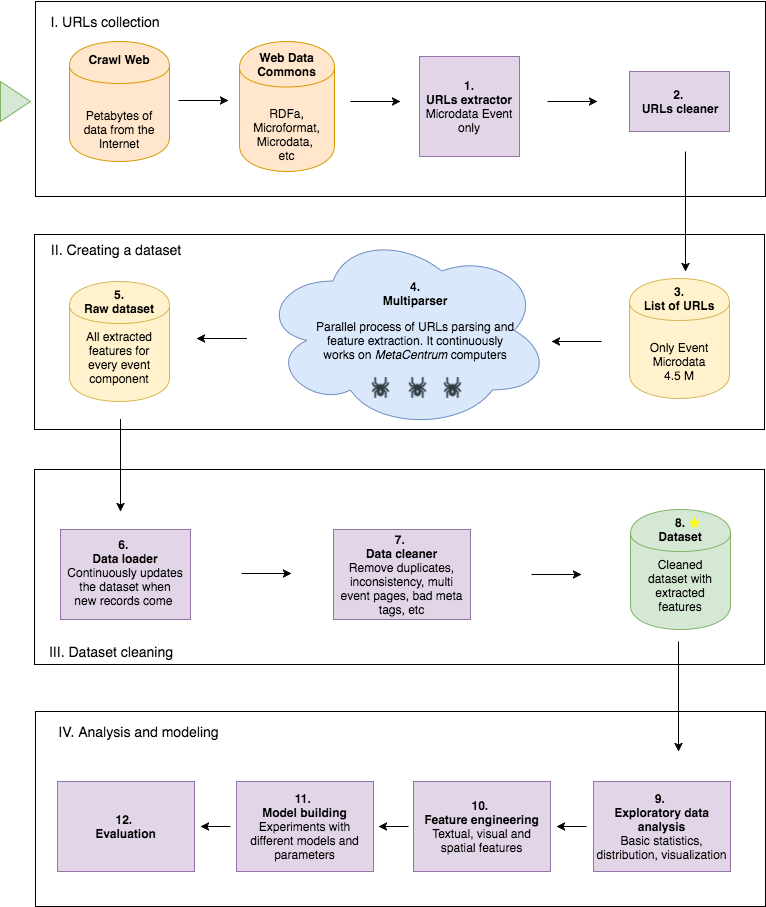 I. URLs collection
Crawl Web
Petabytes of
data from the
Internet
Web Data
Commons
RDFa,
Microformat,
Microdata,
etc
1.
URLs extractor
Microdata Event
only
2.
URLs cleaner
II. Creating a dataset
5.
Raw dataset
All extracted
features for
every event
component
4.
Multiparser
Parallel process of URLs parsing and
feature extraction. It continuously
works on MetaCentrum computers
3.
List of URLs
Only Event
Microdata
4.5 M
6.
Data loader
Continuously updates
the dataset when
new records come
7.
Data cleaner
Remove duplicates,
inconsistency, multi
event pages, bad meta
tags, etc
8.
Dataset
Cleaned
dataset with
extracted
features
III. Dataset cleaning
IV. Analysis and modeling
12.
Evaluation
11.
Model building
Experiments with
different models and
parameters
10.
Feature engineering
Textual, visual and
spatial features
9.
Exploratory data
analysis
Basic statistics,
distribution, visualization